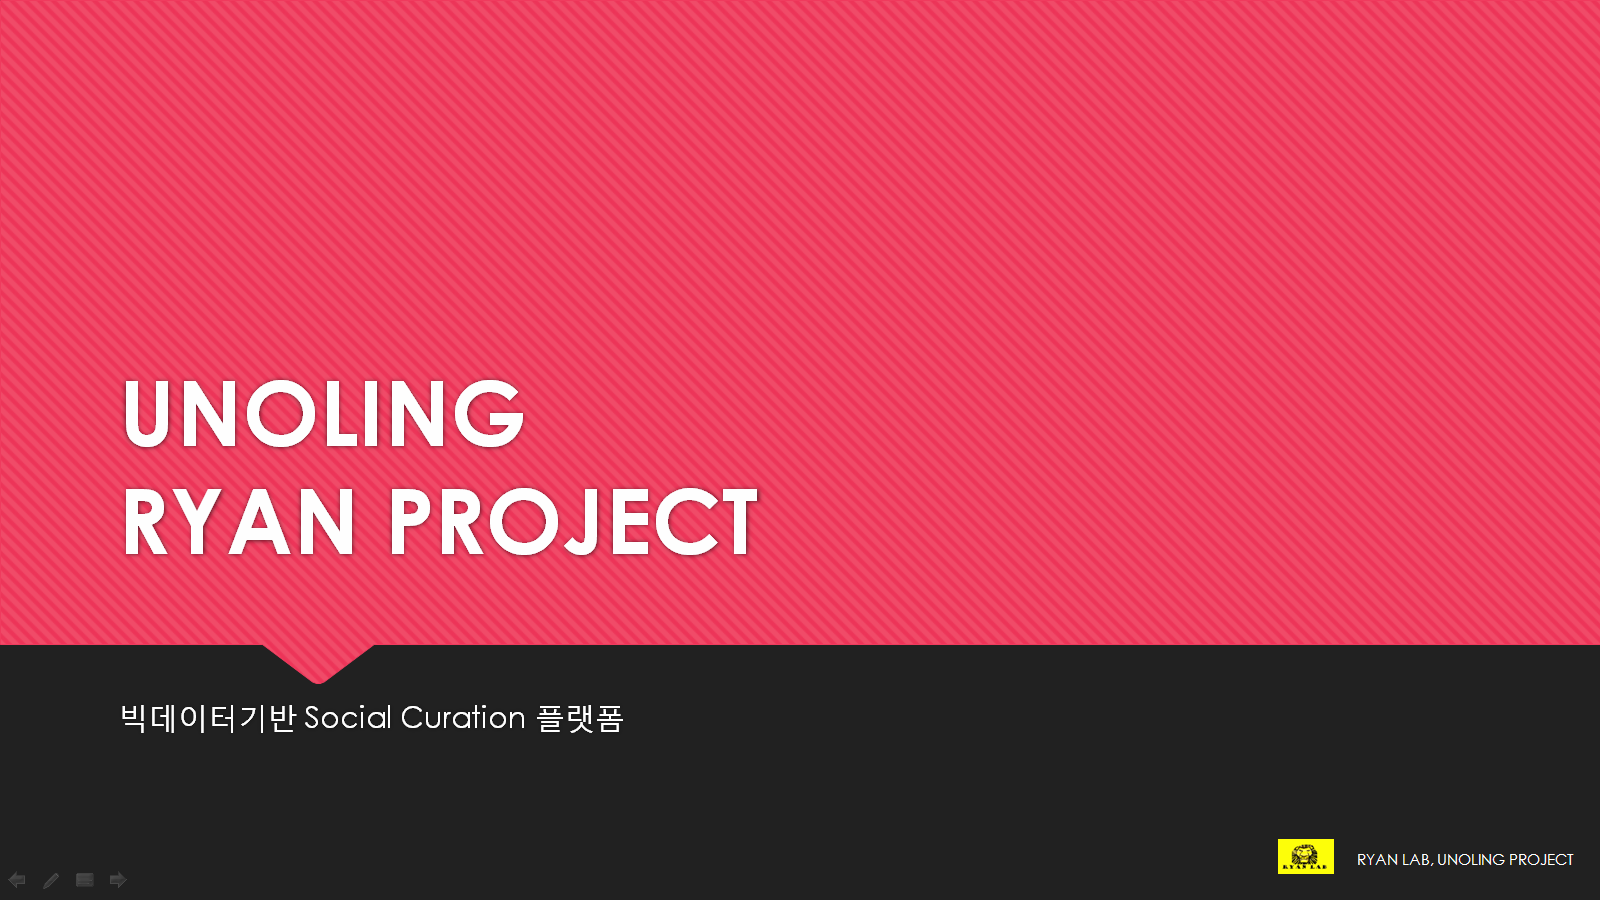 UNOLING
RYAN PROJECT
빅데이터기반 Social Curation 플랫폼
RYAN LAB
RYAN LAB, UNOLING PROJECT